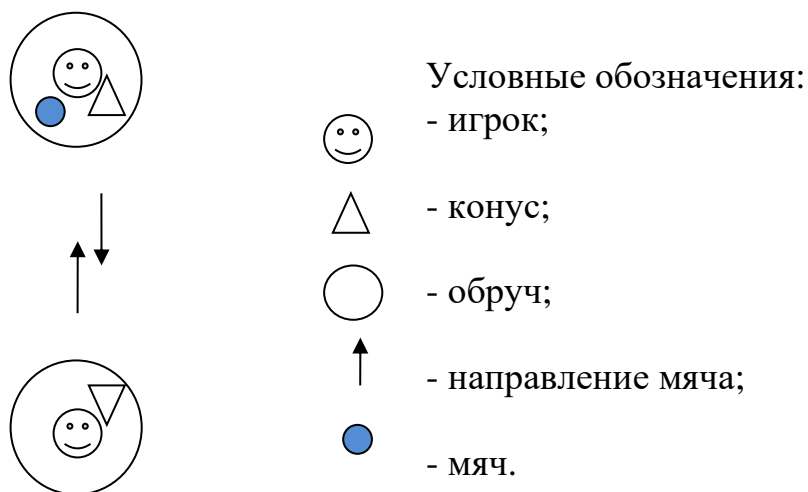 Условные обозначения:
- игрок;
- конус;
- обруч;
- направление мяча;
- мяч.